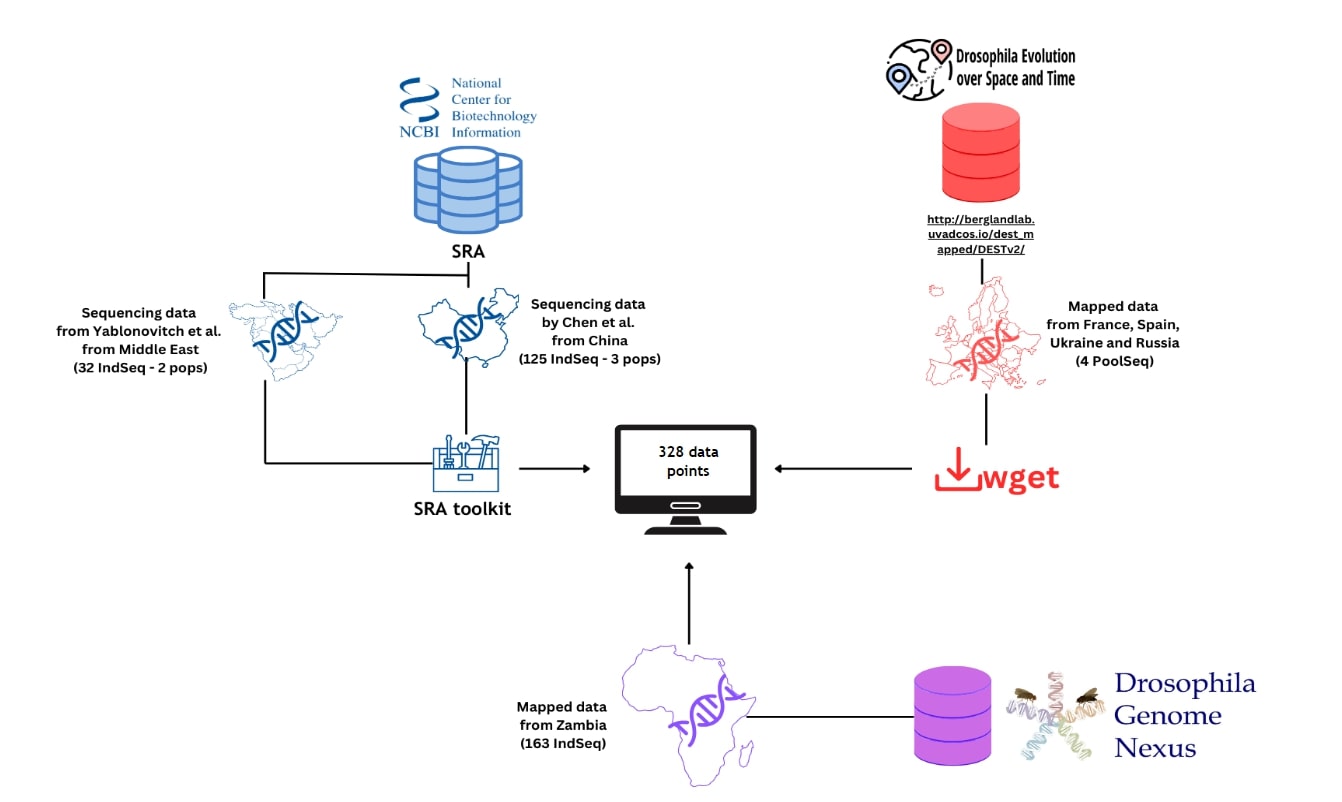 National
Center for
Biotechnology
Information
NCBI
SRA
Drosophila Evolution
over Space and Time
http://berglandlab.
uvadcos.io/dest_m
apped/DESTv2/
Sequencing data
from Yablonovitch et al.
from Middle East
(32 IndSeq - 2 pops)
Sequencing data
by Chen et al.
from China
(125 IndSeq - 3 pops)
Mapped data
from France, Spain,
Ukraine and Russia
(4 PoolSeq)
SRA toolkit
328 data
points
wget
Mapped data
from Zambia
(163 IndSeq)
Drosophila
Genome
Nexus